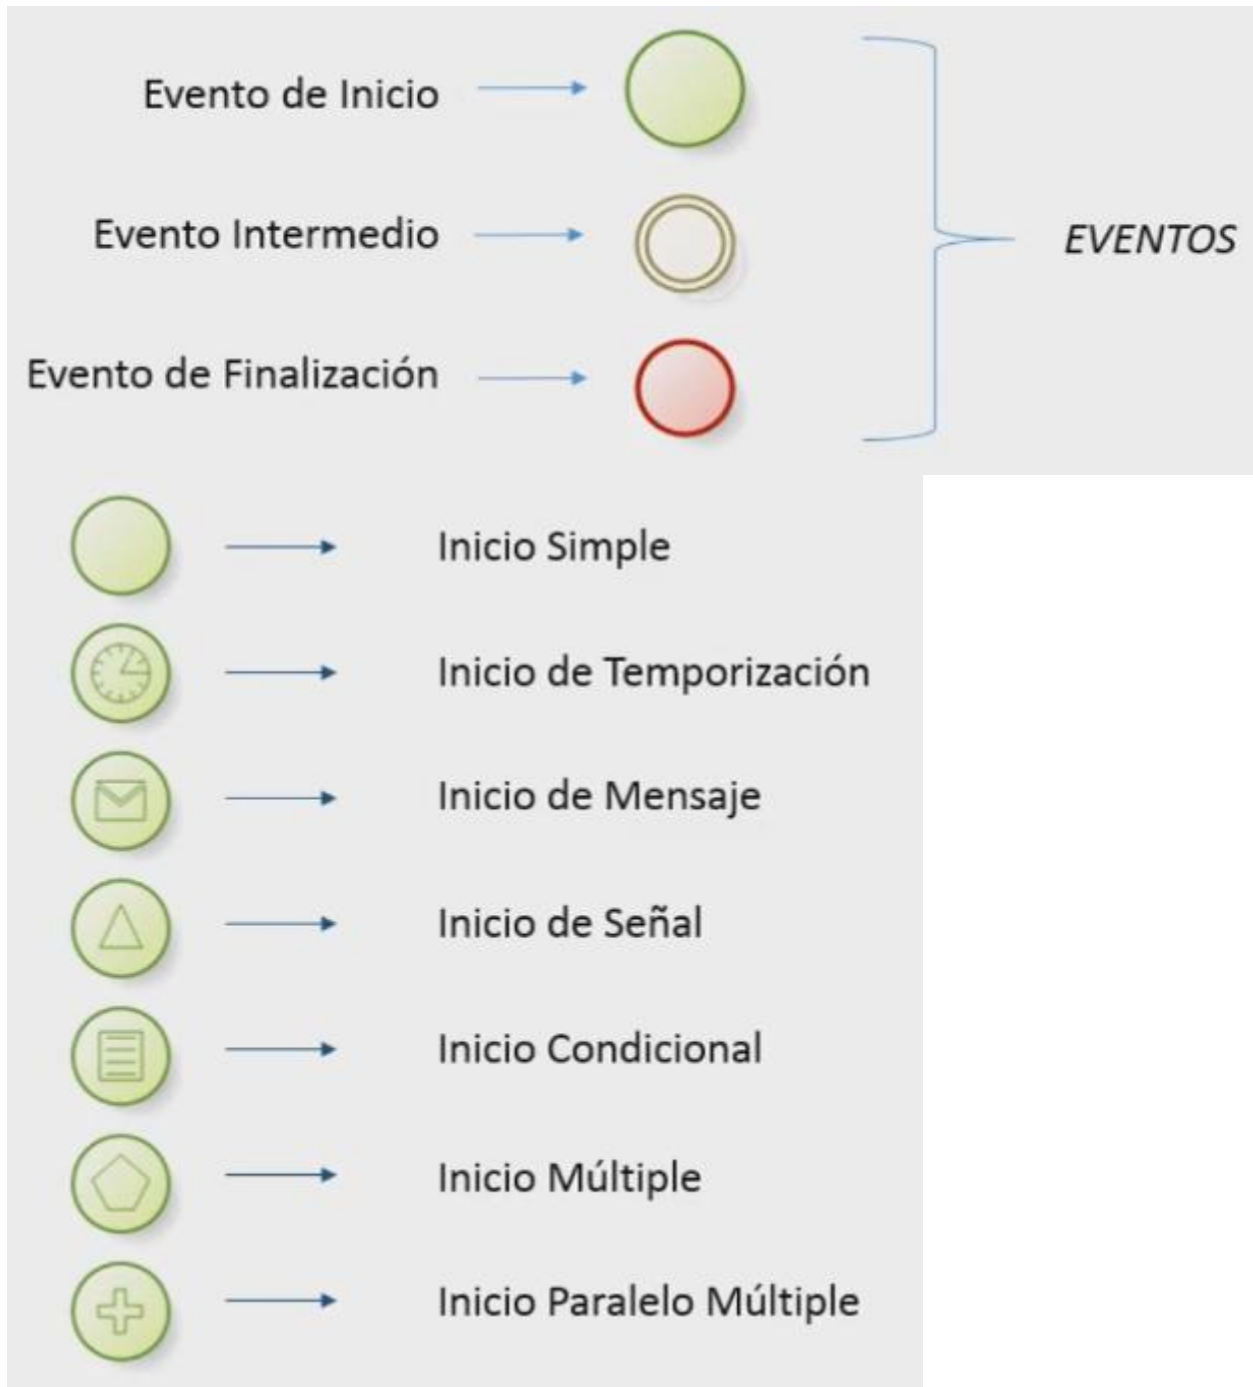 Evento de Inicio
Evento Intermedio
EVENTOS
Evento de Finalización
Inicio Simple
Inicio de Temporización
Inicio de Mensaje
Inicio de Señal
Inicio Condicional
Inicio Múltiple
Inicio Paralelo Múltiple